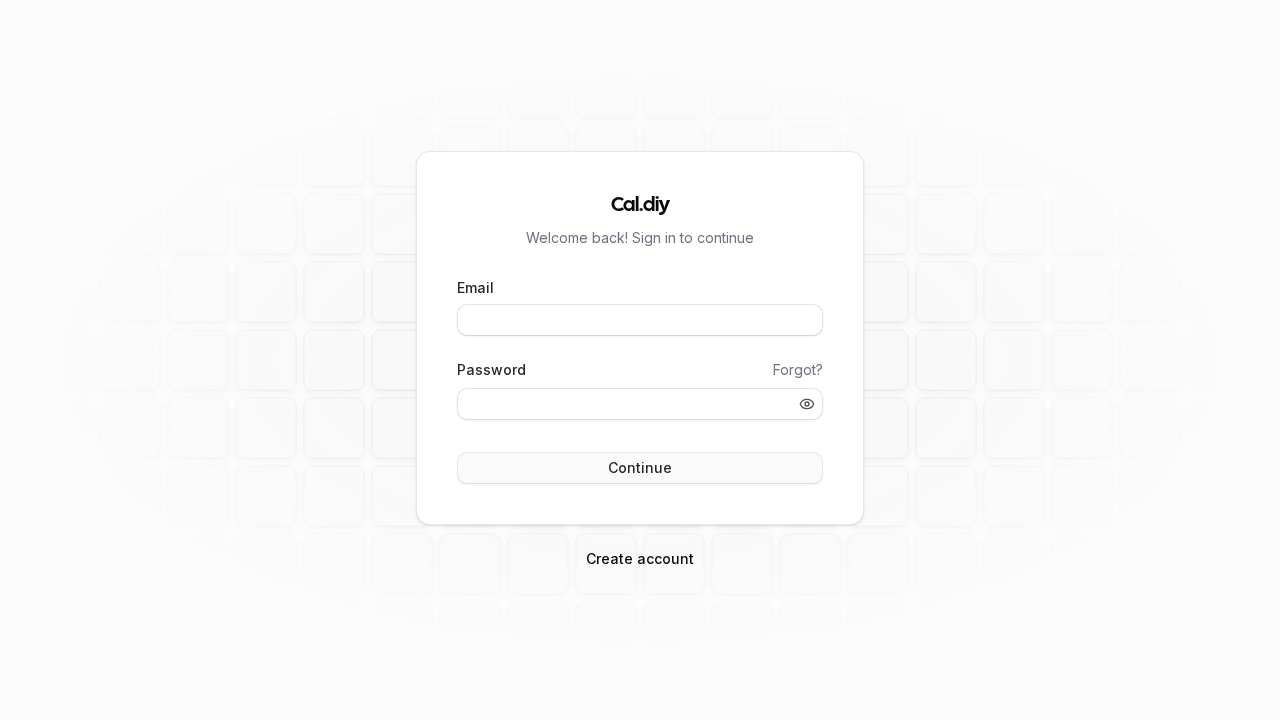 Cal.diy
Welcome back! Sign in to continue
Email
Password Forgot?
Continue
Create account